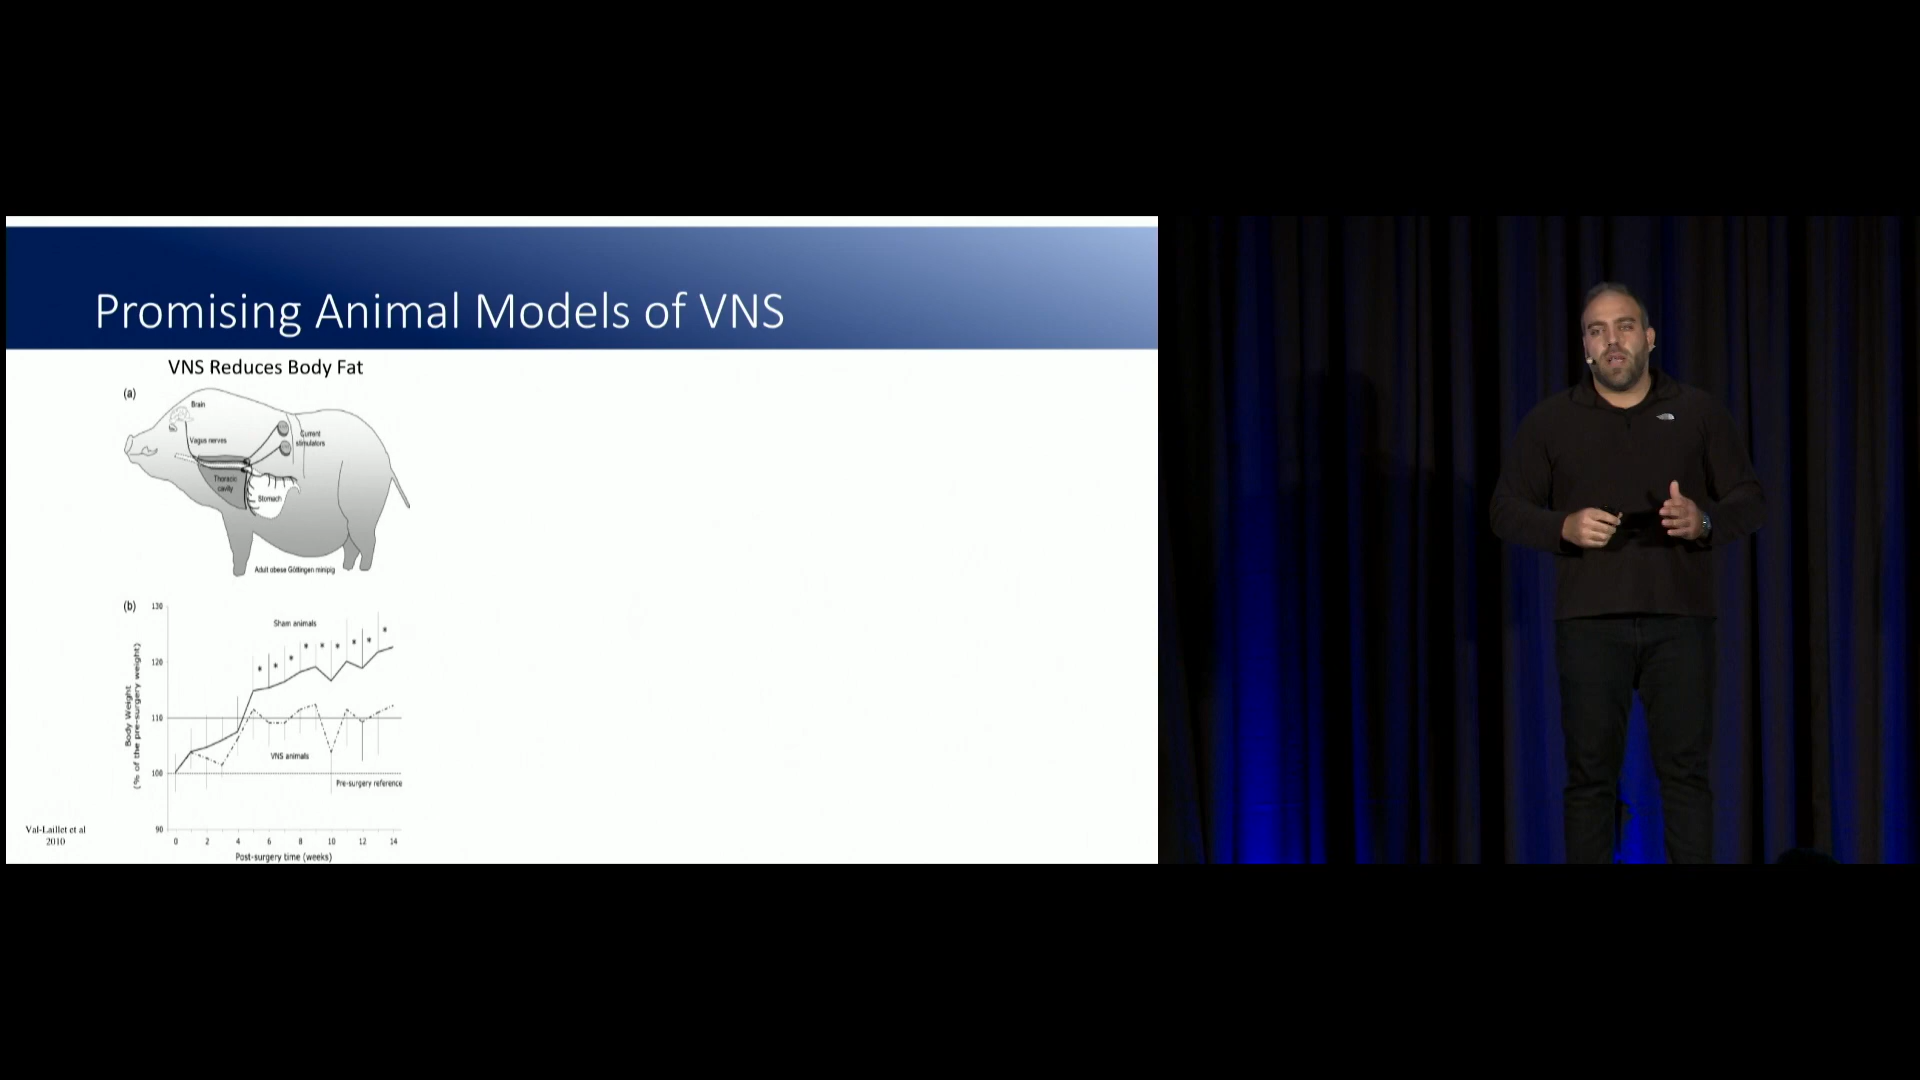 Promising Animal Models of VNS
VNS Reduces Body Fat
(a)
Brain
Vagus nerves
Current
stimulators
Thoracic
cavity
Stomach
Adult obese Göttingen minipig
(b)
130
120
110
100
90
Body Weight
(% of the pre-surgery weight)
Sham animals
* * * * * * * * *
VNS animals
Pre-surgery reference
0 2 4 6 8 10 12 14
Post-surgery time (weeks)
Val-Laillet et al
2010